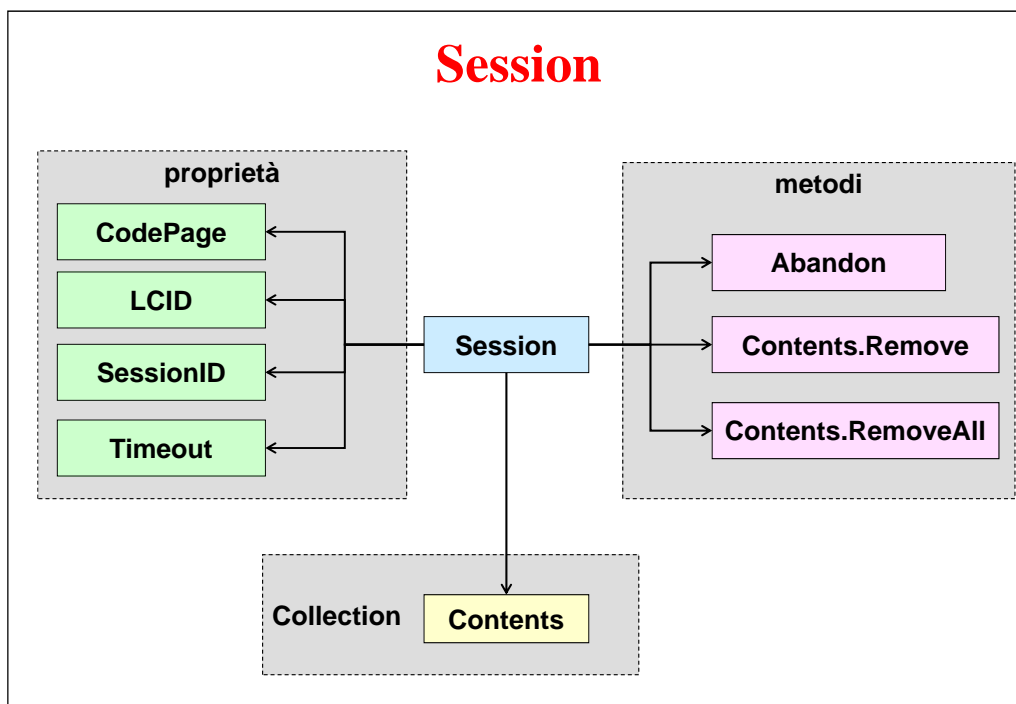 Session
proprietà
CodePage
LCID
SessionID
Timeout
Session
metodi
Abandon
Contents.Remove
Contents.RemoveAll
Collection
Contents